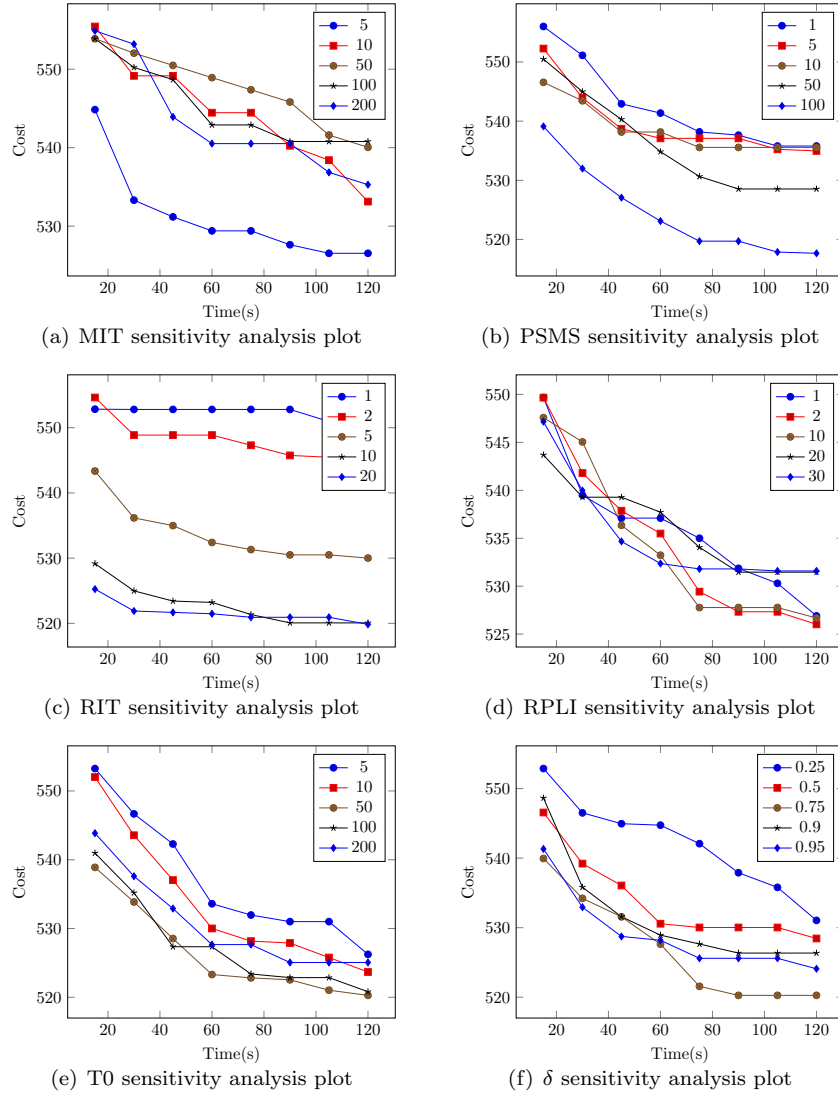 550
540
530
20 40 60 80 100 120
Time(s)
Cost
5
10
50
100
200
(a) MIT sensitivity analysis plot
550
540
530
520
20 40 60 80 100 120
Time(s)
Cost
1
5
10
50
100
(b) PSMS sensitivity analysis plot
550
540
530
520
20 40 60 80 100 120
Time(s)
Cost
1
2
5
10
20
(c) RIT sensitivity analysis plot
550
545
540
535
530
525
20 40 60 80 100 120
Time(s)
Cost
1
2
10
20
30
(d) RPLI sensitivity analysis plot
550
540
530
520
20 40 60 80 100 120
Time(s)
Cost
5
10
50
100
200
(e) T0 sensitivity analysis plot
550
540
530
520
20 40 60 80 100 120
Time(s)
Cost
0.25
0.5
0.75
0.9
0.95
(f) δ sensitivity analysis plot